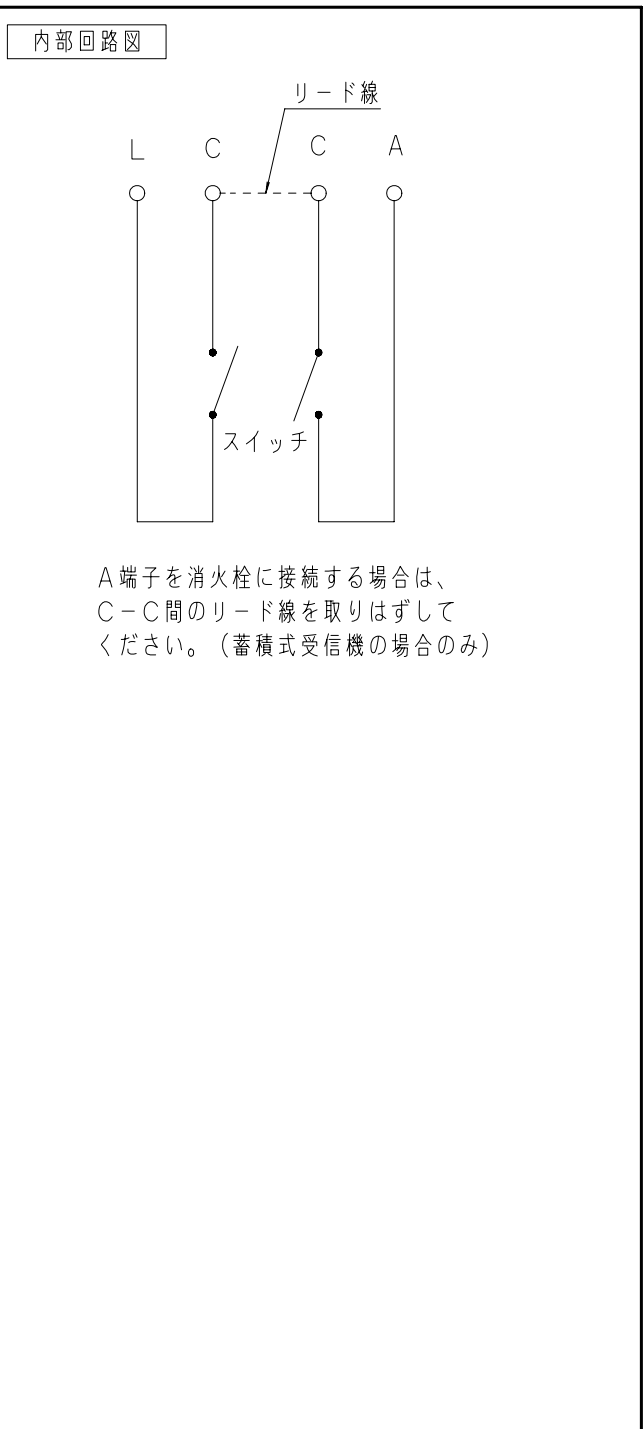 内部回路図
リード線
L C C A
スイッチ
A端子を消火栓に接続する場合は、
C-C間のリード線を取りはずして
ください。(蓄積式受信機の場合のみ)